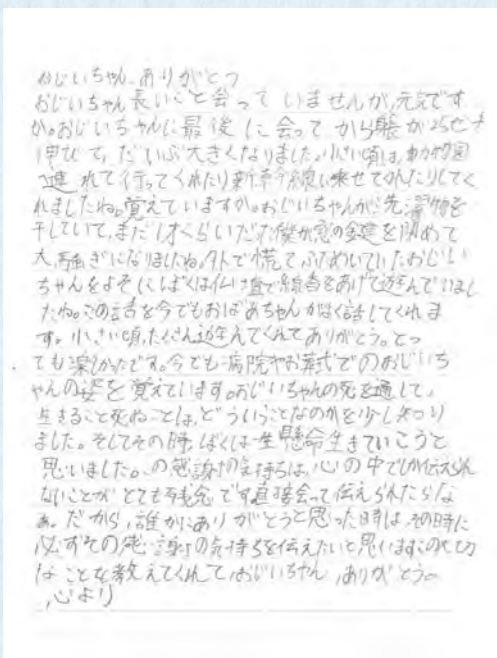 おじいちゃん、ありがとう
おじいちゃん長いこと会っていませんが、元気です
か。おじいちゃんに最後に会ってから背が25センチ
伸びて、だいぶ大きくなりました。小さい頃は、動物園
に連れて行ってくれたり新幹線に乗せてくれたりしてく
れましたね。覚えていますか。おじいちゃんが洗濯物を
干していて、まだ1才くらいだった僕が窓の鍵を閉めて
大騒ぎになりましたね。外で慌てふためいていたおじい
ちゃんをよそに、ぼくは仏壇で線香をあげて遊んでいまし
たね。この話を今でもおばあちゃんがよく話してくれま
す。小さい頃、たくさん遊んでくれてありがとう。とっ
ても楽しかったです。今でも病院やお葬式でのおじいち
ゃんの姿を覚えています。おじいちゃんの死を通して、
生きること死ぬことは、どういうことなのかを少し知り
ました。そしてその時、ぼくは一生懸命生きていこうと
思いました。この感謝の気持ちは、心の中でしか伝えられ
ないことがとても残念です。直接会って伝えられたらな
あ。だから、誰かにありがとうと思った時は、その時に
必ずその感謝の気持ちを伝えたいと思います。この大切
なことを教えてくれて、おじいちゃん、ありがとう。
心より